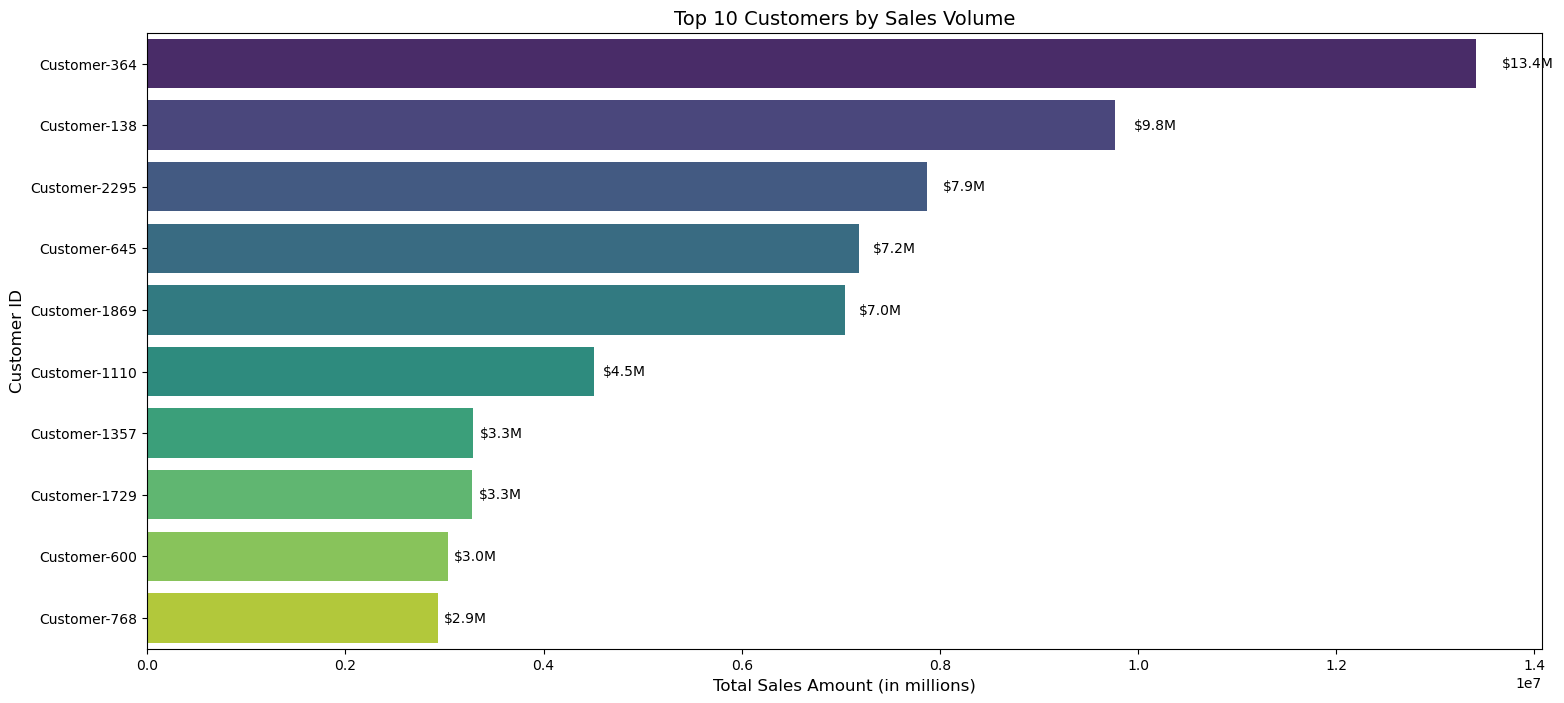 Top 10 Customers by Sales Volume
Customer ID
Customer-364
$13.4M
Customer-138
$9.8M
Customer-2295
$7.9M
Customer-645
$7.2M
Customer-1869
$7.0M
Customer-1110
$4.5M
Customer-1357
$3.3M
Customer-1729
$3.3M
Customer-600
$3.0M
Customer-768
$2.9M
0.0 0.2 0.4 0.6 0.8 1.0 1.2 1.4
1e7
Total Sales Amount (in millions)